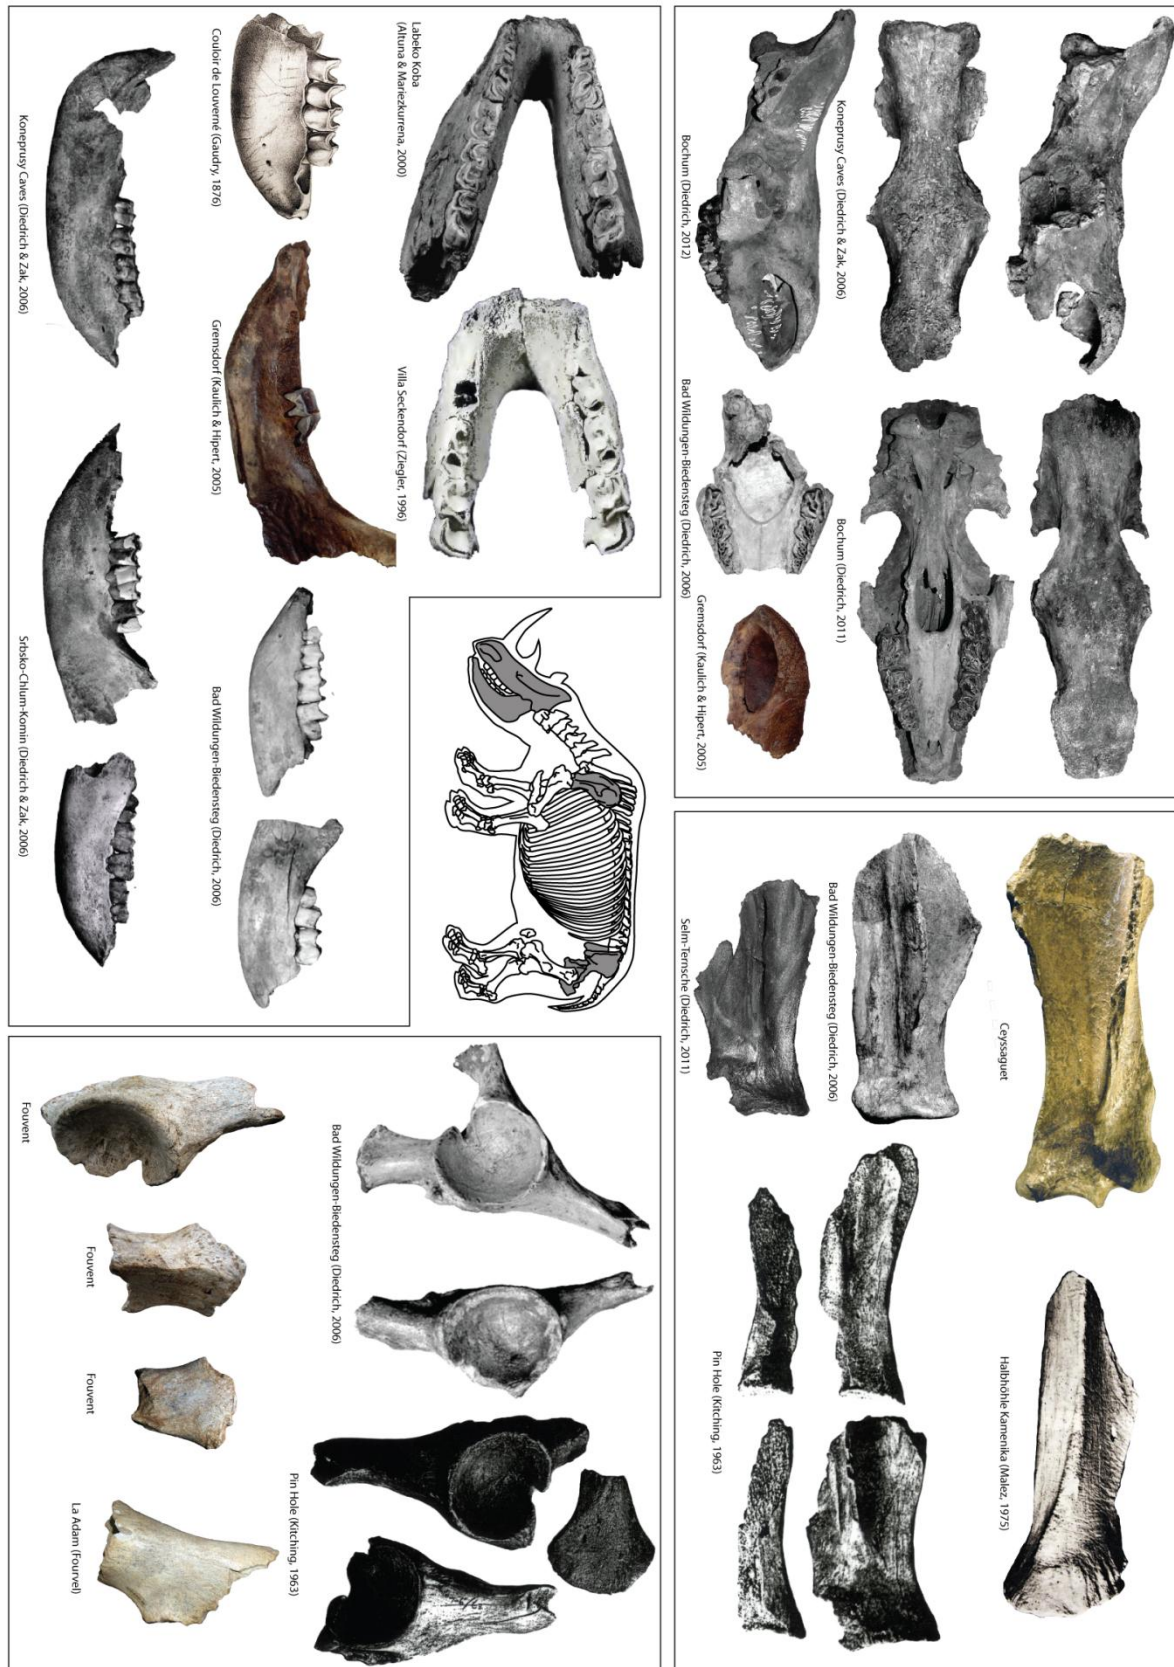 Koneprusy Caves (Diedrich & Zak, 2006)
Bochum (Diedrich, 2012)
Bochum (Diedrich, 2011)
Bad Wildungen-Biedensteg (Diedrich, 2006)
Gremsdorf (Kaulich & Hipert, 2005)
Ceyssaguet
Halbhöhle Kamenika (Malez, 1975)
Bad Wildungen-Biedensteg (Diedrich, 2006)
Selm-Ternsche (Diedrich, 2011)
Pin Hole (Kitching, 1963)
Labeko Koba
(Altuna & Mariezkurrena, 2000)
Villa Seckendorf (Ziegler, 1996)
Couloir de Louverné (Gaudry, 1876)
Gremsdorf (Kaulich & Hipert, 2005)
Bad Wildungen-Biedensteg (Diedrich, 2006)
Koneprusy Caves (Diedrich & Zak, 2006)
Srbsko-Chlum-Komin (Diedrich & Zak, 2006)
Bad Wildungen-Biedensteg (Diedrich, 2006)
Pin Hole (Kitching, 1963)
Fouvent
Fouvent
Fouvent
La Adam (Fourvel)